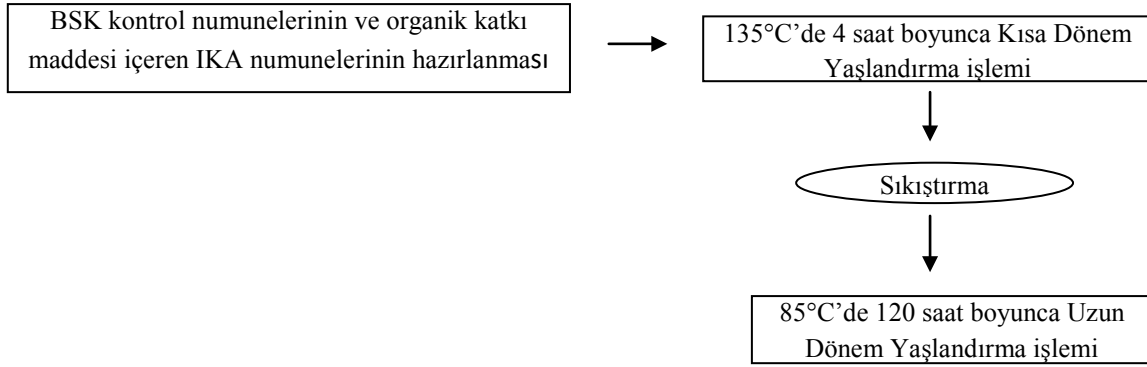 BSK kontrol numunelerinin ve organik katkı
maddesi içeren IKA numunelerinin hazırlanması
135°C’de 4 saat boyunca Kısa Dönem
Yaşlandırma işlemi
Sıkıştırma
85°C’de 120 saat boyunca Uzun
Dönem Yaşlandırma işlemi